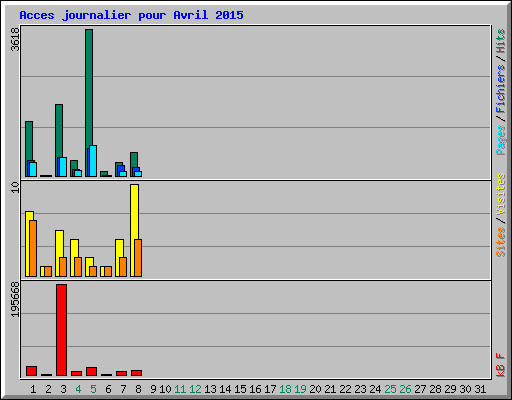 Acces journalier pour Avril 2015
3618
10
195668
Pages/Fichiers/Hits
Sites/Visites
kB F
1 2 3 4 5 6 7 8 9 10 11 12 13 14 15 16 17 18 19 20 21 22 23 24 25 26 27 28 29 30 31